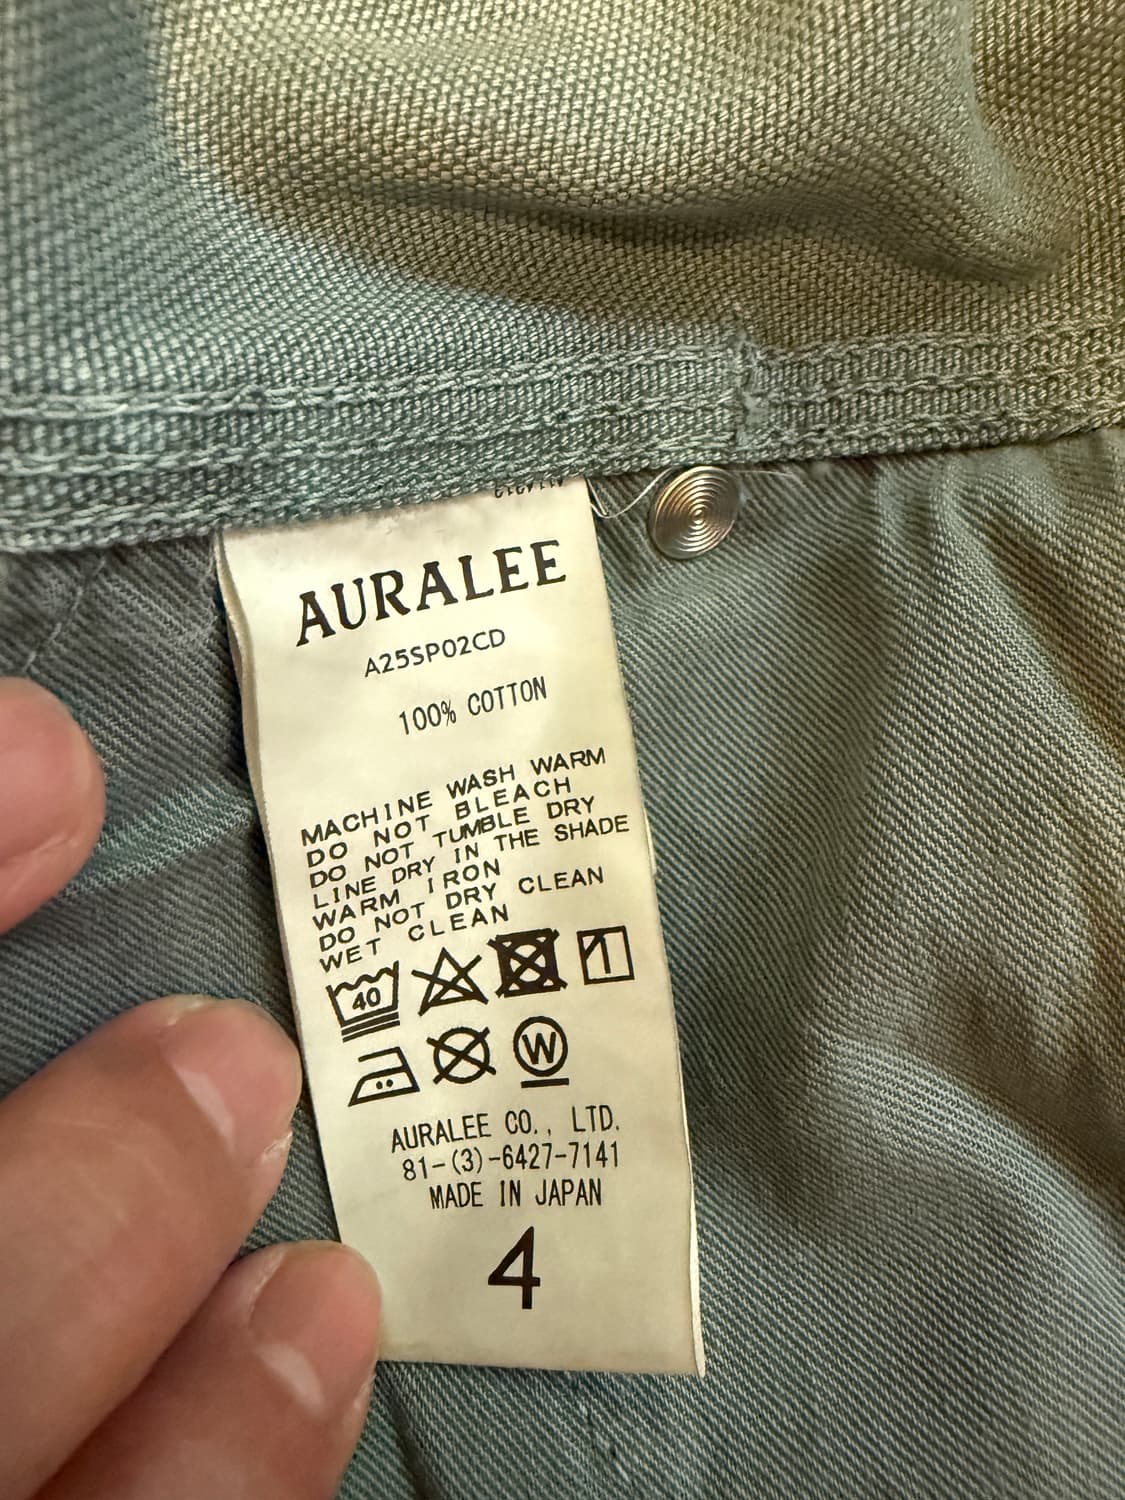 AURALEE
A25SP02CD
100% COTTON
MACHINE WASH WARM
DO NOT BLEACH
DO NOT TUMBLE DRY
LINE DRY IN THE SHADE
WARM IRON
DO NOT DRY CLEAN
WET CLEAN
40
W
AURALEE CO., LTD.
81-(3)-6427-7141
MADE IN JAPAN
4